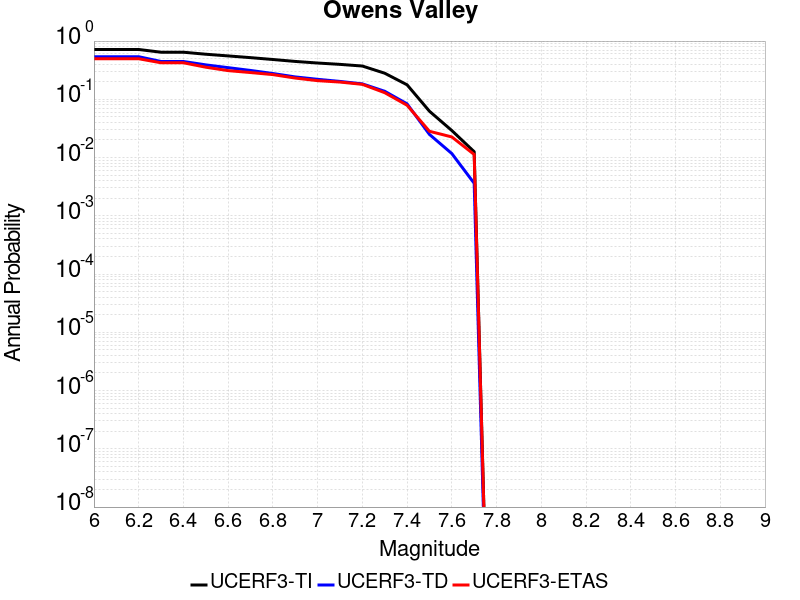 Owens Valley
10^0
10^-1
10^-2
10^-3
10^-4
10^-5
10^-6
10^-7
10^-8
Annual Probability
6 6.2 6.4 6.6 6.8 7 7.2 7.4 7.6 7.8 8 8.2 8.4 8.6 8.8 9
Magnitude
UCERF3-TI UCERF3-TD UCERF3-ETAS